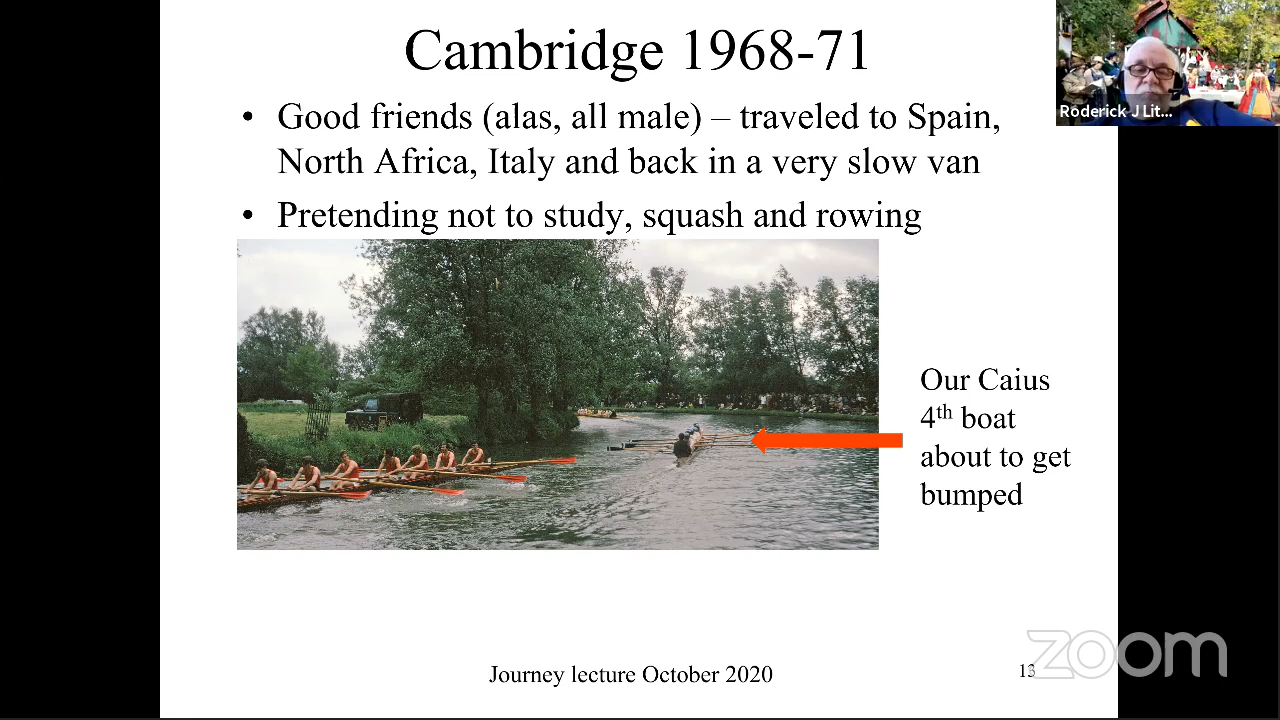 Cambridge 1968-71
• Good friends (alas, all male) – traveled to Spain,
North Africa, Italy and back in a very slow van
• Pretending not to study, squash and rowing
Our Caius
4th boat
about to get
bumped
Journey lecture October 2020
13
Roderick J Lit...
zoom